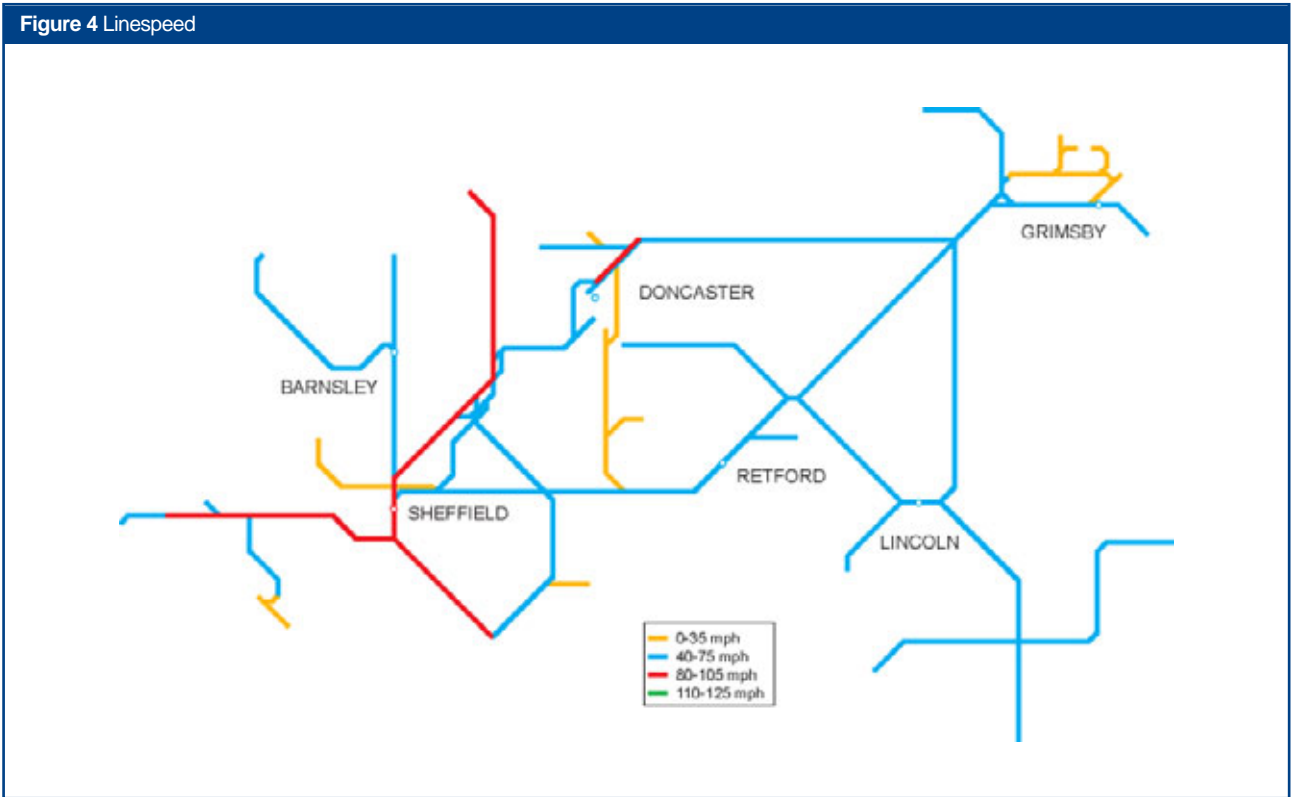 Figure 4 Linespeed
GRIMSBY
DONCASTER
BARNSLEY
RETFORD
SHEFFIELD
LINCOLN
0-35 mph
40-75 mph
80-105 mph
110-125 mph